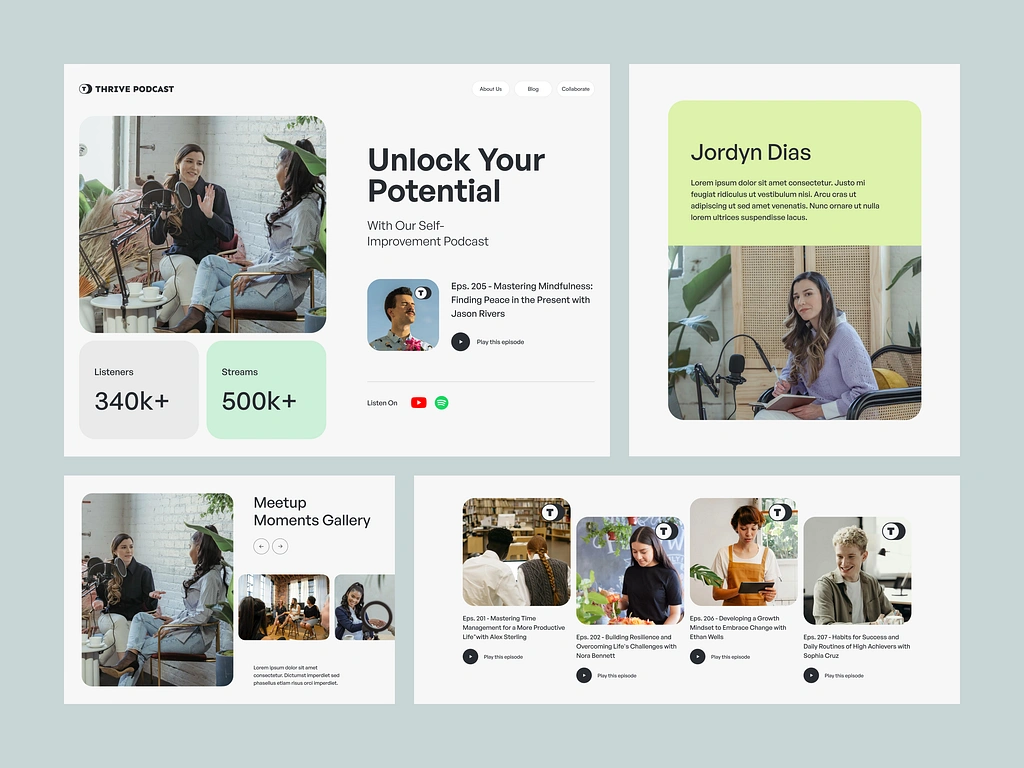 T THRIVE PODCAST
About Us
Blog
Collaborate
Unlock Your
Potential
With Our Self-
Improvement Podcast
T
Eps. 205 - Mastering Mindfulness:
Finding Peace in the Present with
Jason Rivers
Play this episode
Listen On
Listeners
340k+
Streams
500k+
Jordyn Dias
Lorem ipsum dolor sit amet consectetur. Justo mi
feugiat ridiculus ut vestibulum nisi. Arcu cras ut
adipiscing ut sed amet venenatis. Nunc ornare ut nulla
lorem ultrices suspendisse lacus.
Meetup
Moments Gallery
Lorem ipsum dolor sit amet
consectetur. Dictumst imperdiet sed
phasellus etiam risus orci imperdiet.
T
Eps. 201 - Mastering Time
Management for a More Productive
Life"with Alex Sterling
Play this episode
T
Eps. 202 - Building Resilience and
Overcoming Life's Challenges with
Nora Bennett
Play this episode
T
Eps. 206 - Developing a Growth
Mindset to Embrace Change with
Ethan Wells
Play this episode
T
Eps. 207 - Habits for Success and
Daily Routines of High Achievers with
Sophia Cruz
Play this episode